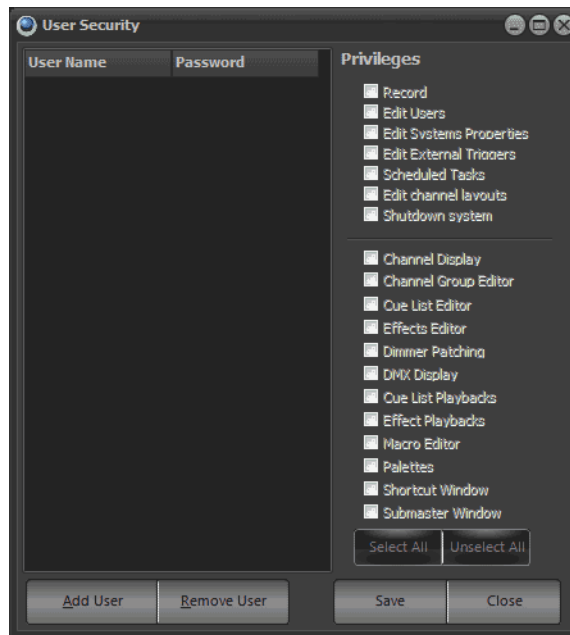 User Security
User Name Password
Privileges
Record
Edit Users
Edit Systems Properties
Edit External Triggers
Scheduled Tasks
Edit channel layouts
Shutdown system
Channel Display
Channel Group Editor
Cue List Editor
Effects Editor
Dimmer Patching
DMX Display
Cue List Playbacks
Effect Playbacks
Macro Editor
Palettes
Shortcut Window
Submaster Window
Select All Unselect All
Add User Remove User Save Close